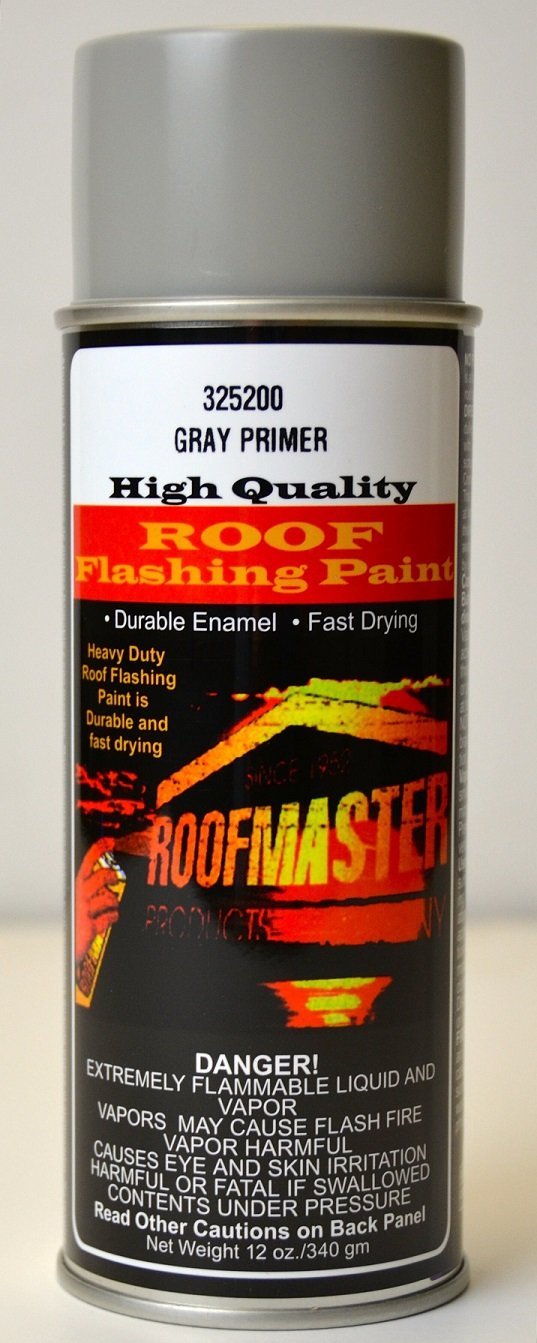 325200
GRAY PRIMER
High Quality
ROOF
Flashing Paint
• Durable Enamel • Fast Drying
Heavy Duty
Roof Flashing
Paint is
Durable and
fast drying
SINCE 1950
ROOFMASTER
PRODUCTS NY
DANGER!
EXTREMELY FLAMMABLE LIQUID AND
VAPOR
VAPORS MAY CAUSE FLASH FIRE
VAPOR HARMFUL
CAUSES EYE AND SKIN IRRITATION
HARMFUL OR FATAL IF SWALLOWED
CONTENTS UNDER PRESSURE
Read Other Cautions on Back Panel
Net Weight 12 oz./340 gm